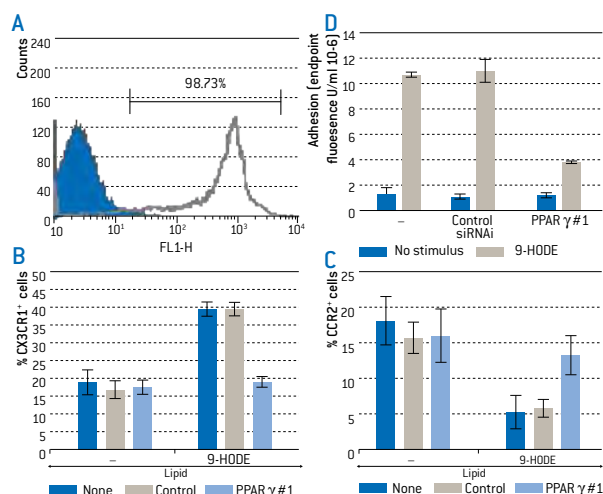 A
Counts
240
200
160
120
80
40
0
98.73%
10 10¹ 10² 10³ 10⁴
FL1-H
D
Adhesion (endpoint
fluoesence U/ml 10-6)
14
12
10
8
6
4
2
0
– Control PPAR γ#1
siRNAi
No stimulus 9-HODE
B
% CX3CR1⁺ cells
50
45
40
35
30
25
20
15
10
5
0
– 9-HODE
Lipid
None Control PPAR γ#1
C
% CCR2⁺ cells
25
20
15
10
5
0
– 9-HODE
Lipid
None Control PPAR γ#1